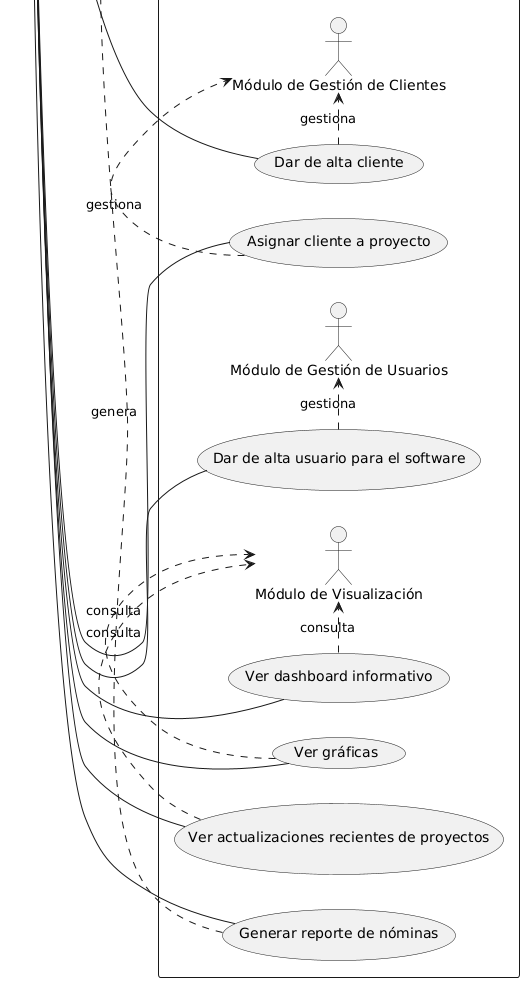 Módulo de Gestión de Clientes
gestiona
Dar de alta cliente
gestiona
Asignar cliente a proyecto
Módulo de Gestión de Usuarios
gestiona
genera
Dar de alta usuario para el software
Módulo de Visualización
consulta
consulta
consulta
Ver dashboard informativo
Ver gráficas
Ver actualizaciones recientes de proyectos
Generar reporte de nóminas